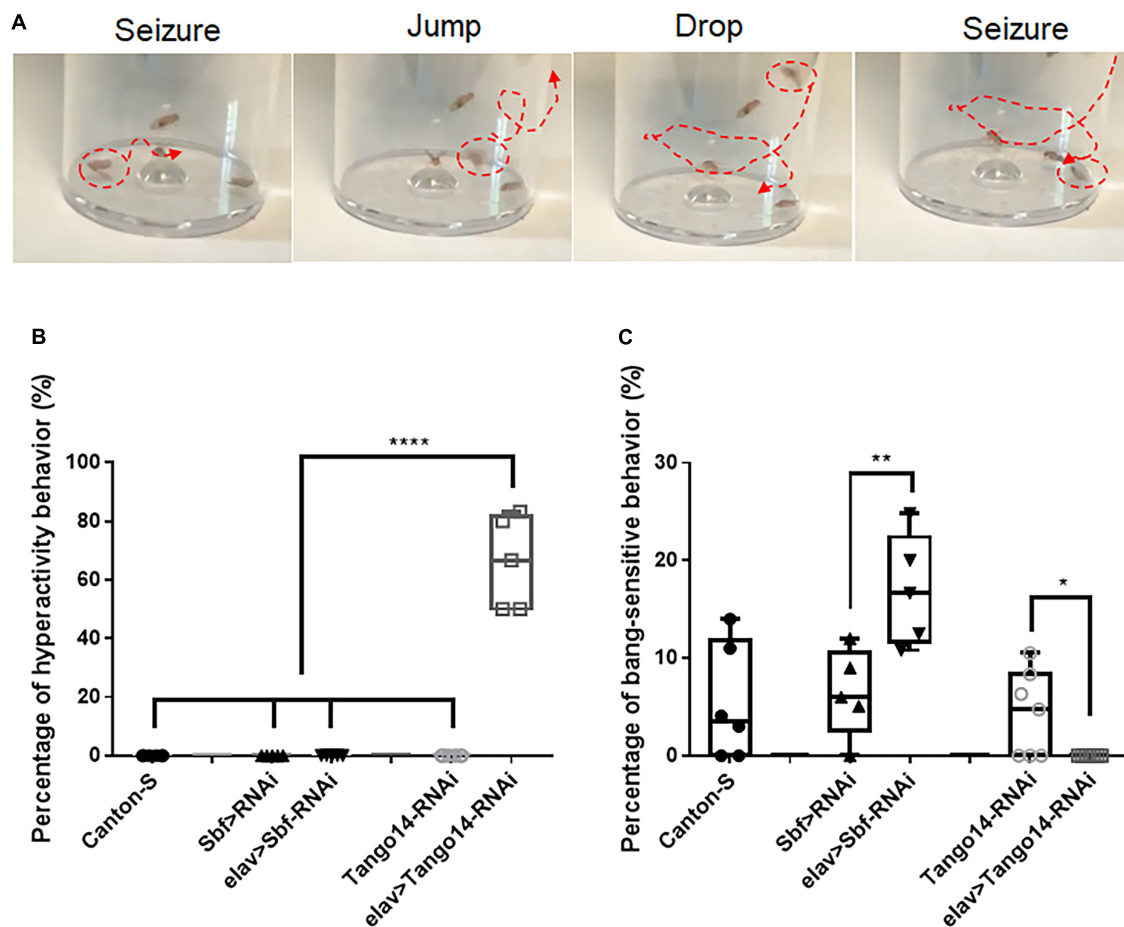 A
Seizure
Jump
Drop
Seizure
B
Percentage of hyperactivity behavior (%)
100
80
60
40
20
0
****
Canton-S
Sbf>RNAi
elav>Sbf-RNAi
Tango14-RNAi
elav>Tango14-RNAi
C
Percentage of bang-sensitive behavior (%)
30
20
10
0
**
*
Canton-S
Sbf>RNAi
elav>Sbf-RNAi
Tango14-RNAi
elav>Tango14-RNAi